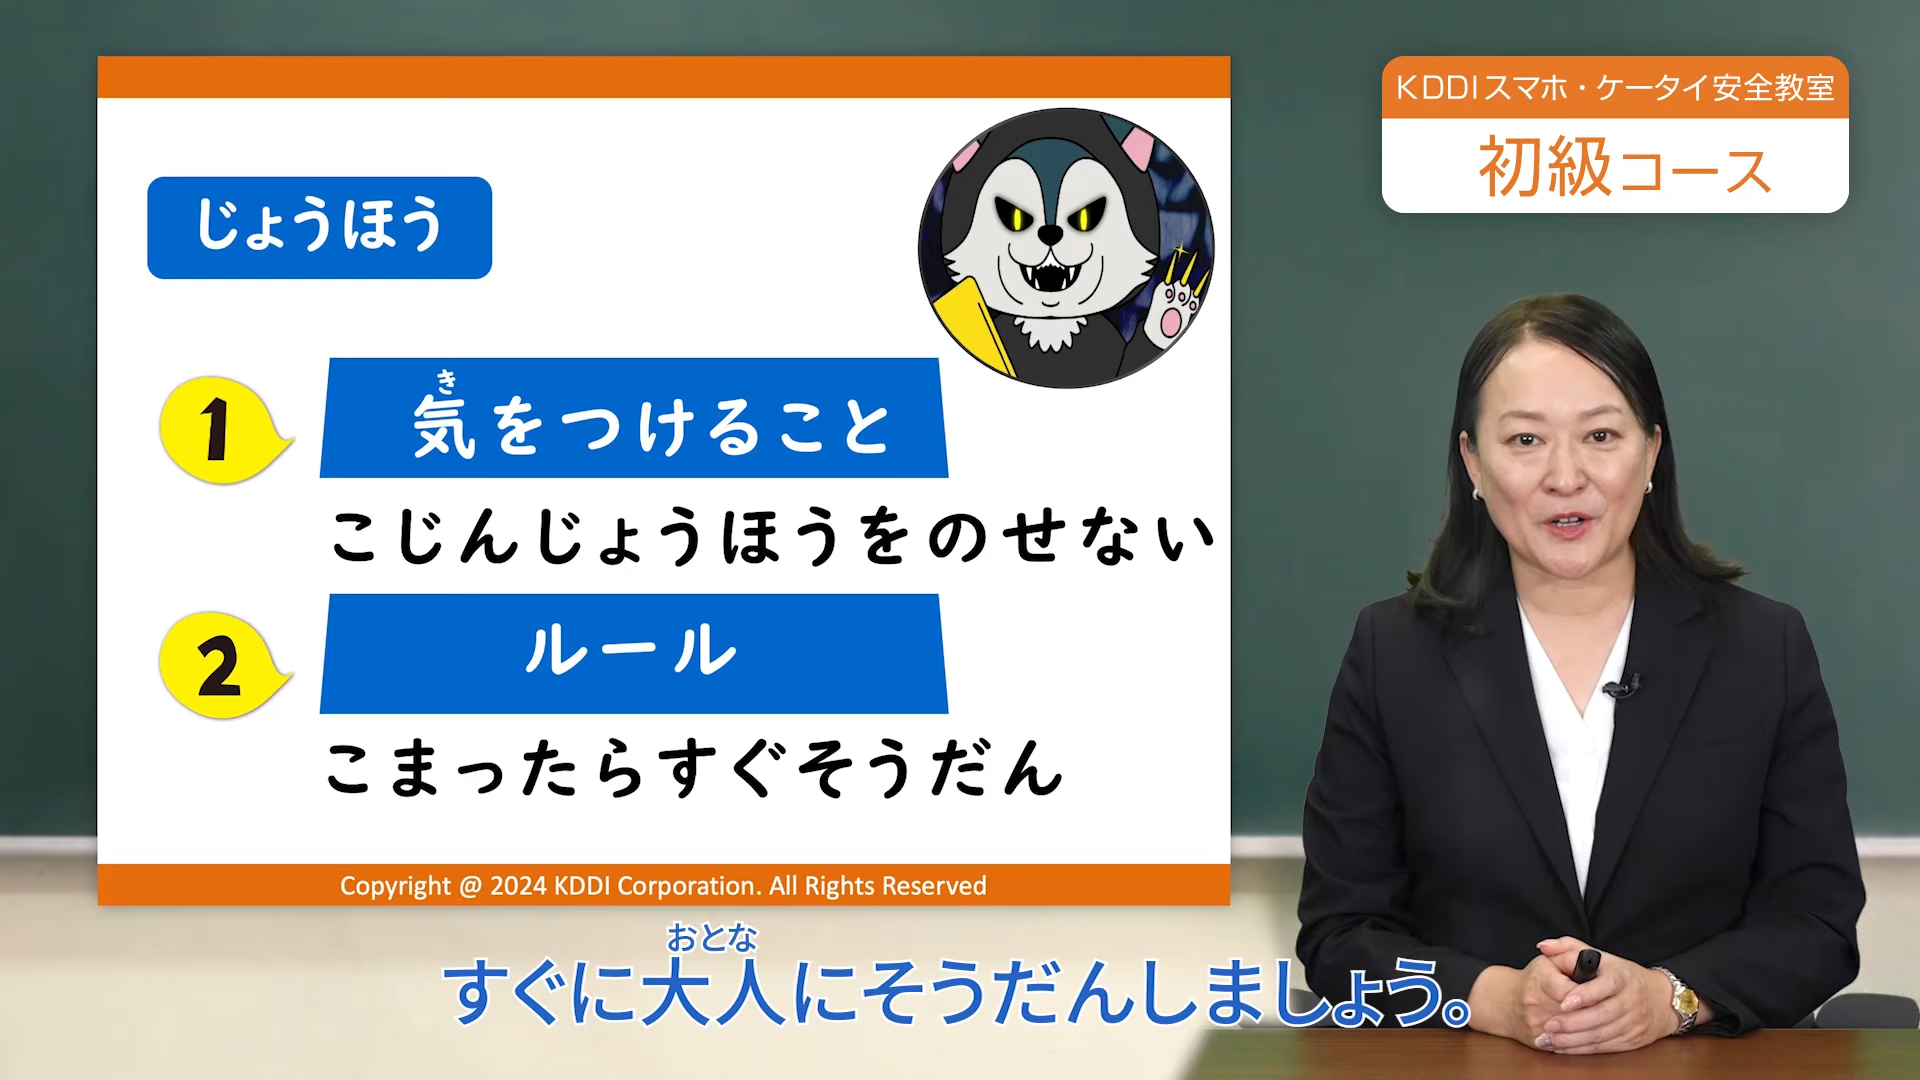 KDDIスマホ・ケータイ安全教室
初級コース
じょうほう
1
き
気をつけること
こじんじょうほうをのせない
2
ルール
こまったらすぐそうだん
Copyright @ 2024 KDDI Corporation. All Rights Reserved
おとな
すぐに大人にそうだんしましょう。